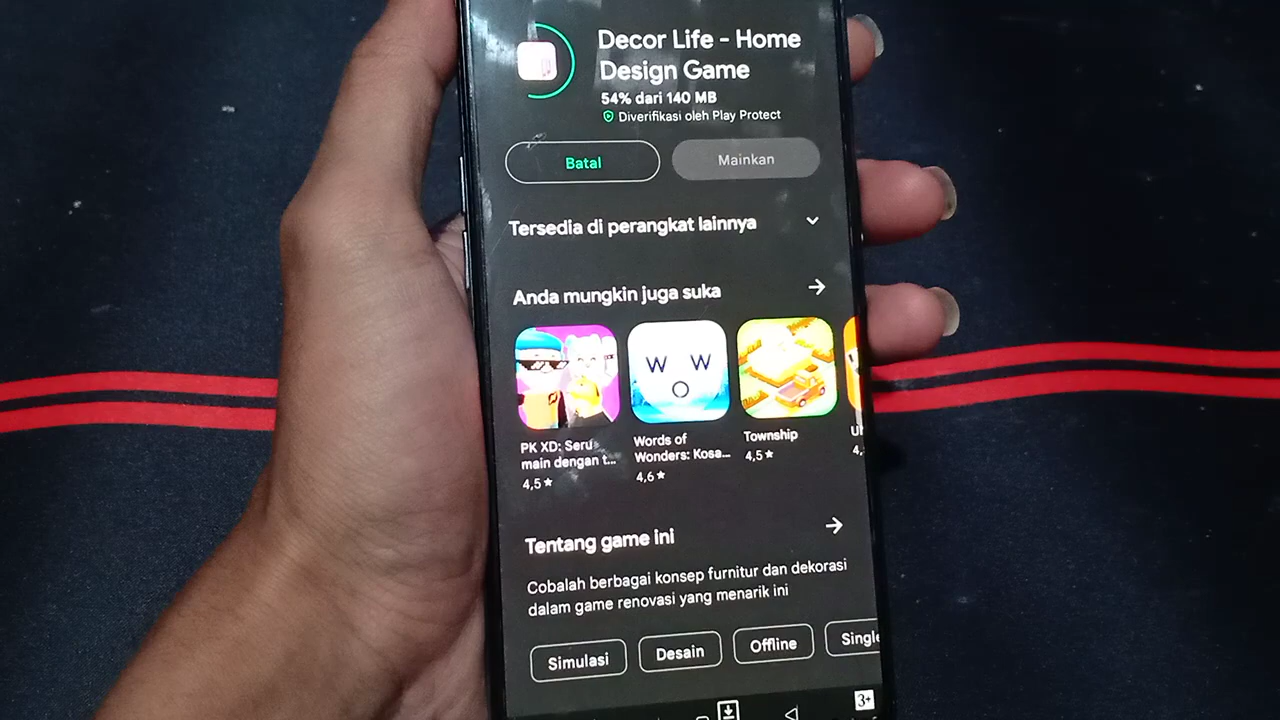 Decor Life - Home
Design Game
54% dari 140 MB
Diverifikasi oleh Play Protect
Batal
Mainkan
Tersedia di perangkat lainnya
Anda mungkin juga suka
W W
O
PK XD: Seru
main dengan t...
4,5★
Words of
Wonders: Kosa...
4,6★
Township
4,5★
4,
Tentang game ini
Cobalah berbagai konsep furnitur dan dekorasi
dalam game renovasi yang menarik ini
Simulasi
Desain
Offline
Single
3+